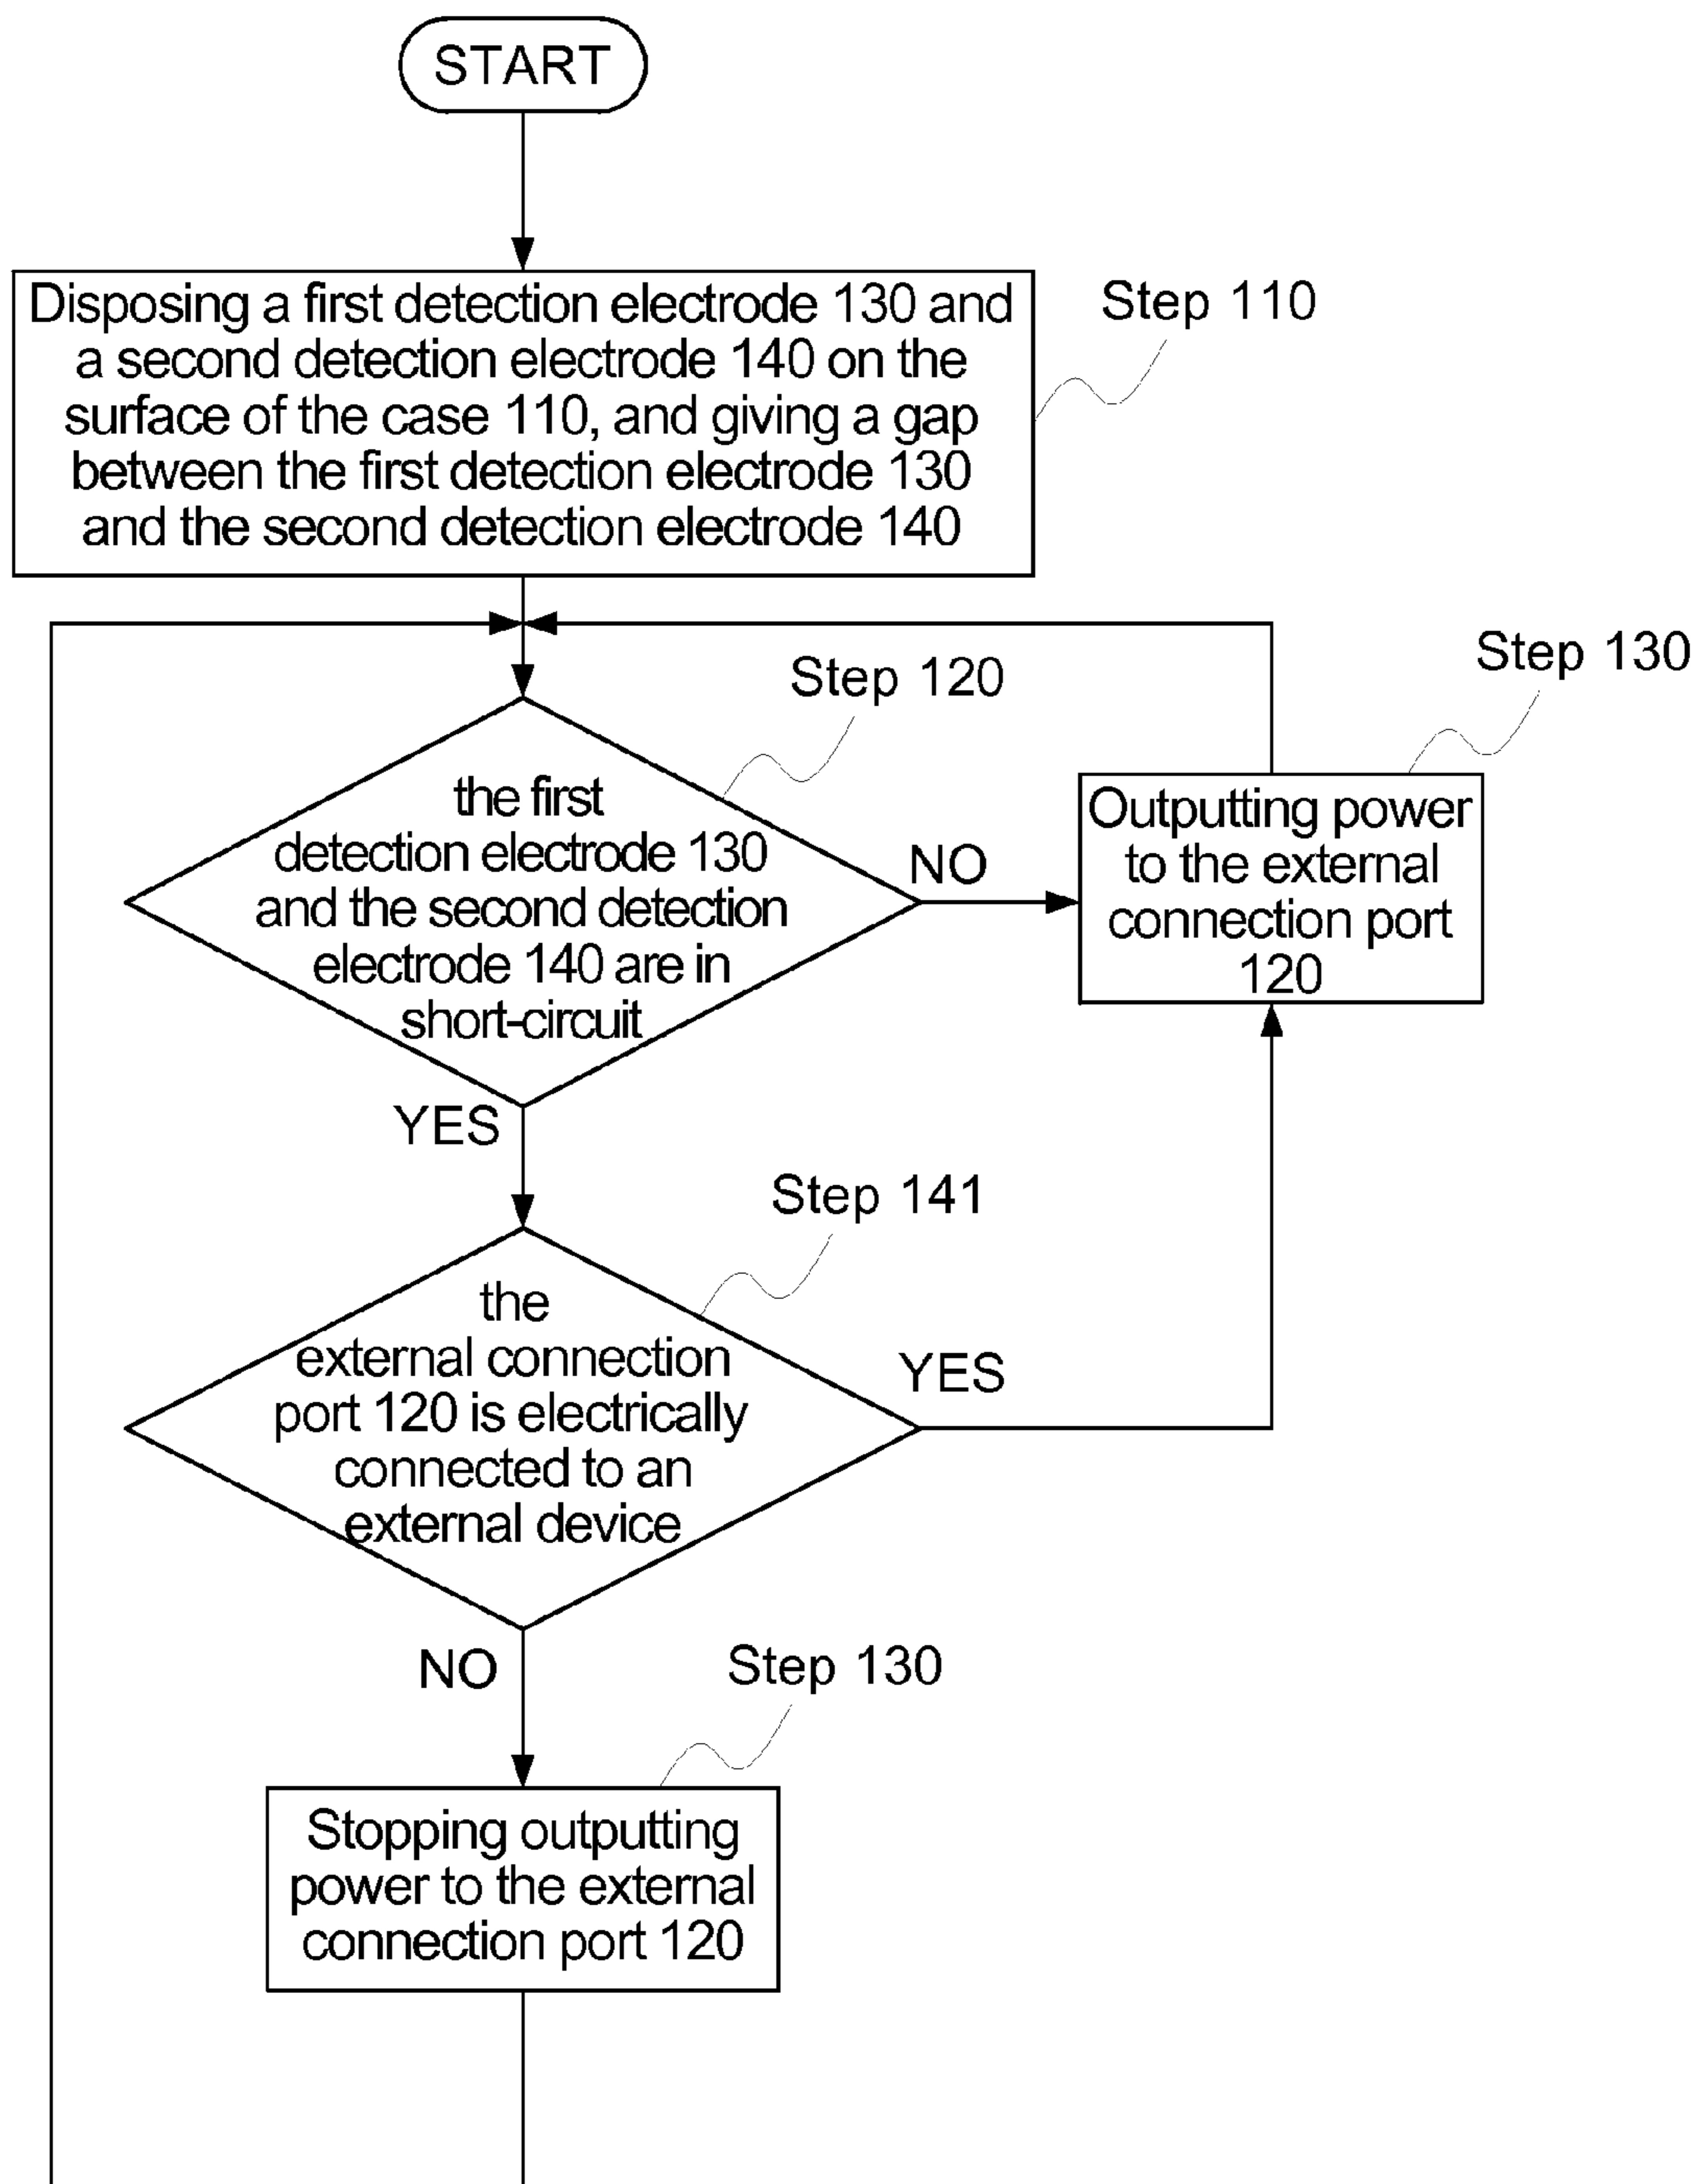 START
Disposing a first detection electrode 130 and
a second detection electrode 140 on the
surface of the case 110, and giving a gap
between the first detection electrode 130
and the second detection electrode 140
Step 110
Step 120
the first
detection electrode 130
and the second detection
electrode 140 are in
short-circuit
NO
Step 130
Outputting power
to the external
connection port
120
YES
Step 141
the
external connection
port 120 is electrically
connected to an
external device
YES
NO
Step 130
Stopping outputting
power to the external
connection port 120